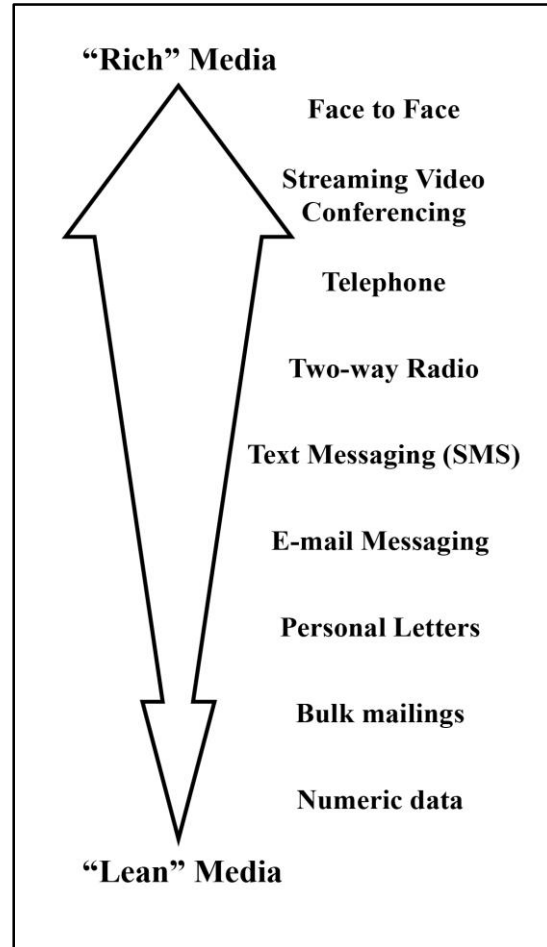 “Rich” Media
Face to Face
Streaming Video
Conferencing
Telephone
Two-way Radio
Text Messaging (SMS)
E-mail Messaging
Personal Letters
Bulk mailings
Numeric data
“Lean” Media